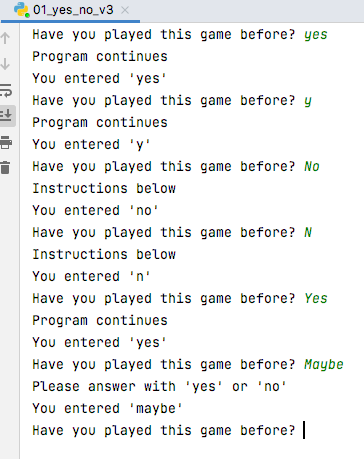 01_yes_no_v3
Have you played this game before? yes
Program continues
You entered 'yes'
Have you played this game before? y
Program continues
You entered 'y'
Have you played this game before? No
Instructions below
You entered 'no'
Have you played this game before? N
Instructions below
You entered 'n'
Have you played this game before? Yes
Program continues
You entered 'yes'
Have you played this game before? Maybe
Please answer with 'yes' or 'no'
You entered 'maybe'
Have you played this game before?